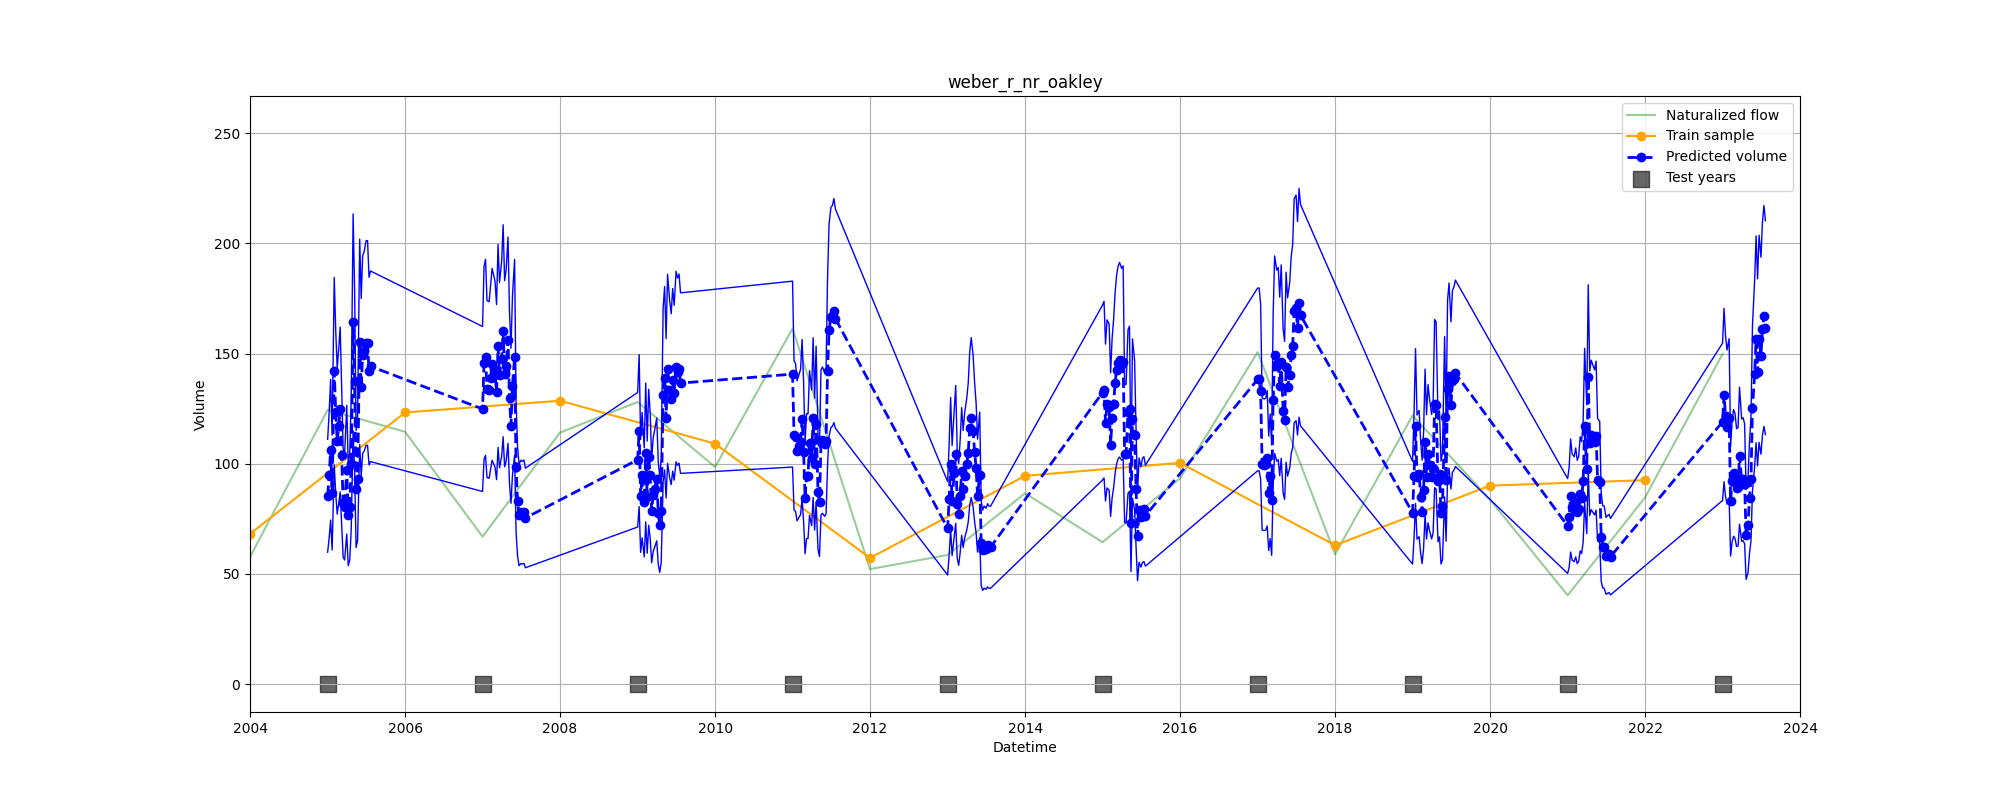 weber_r_nr_oakley
Naturalized flow
Train sample
Predicted volume
Test years
Volume
250
200
150
100
50
0
2004 2006 2008 2010 2012 2014 2016 2018 2020 2022 2024
Datetime